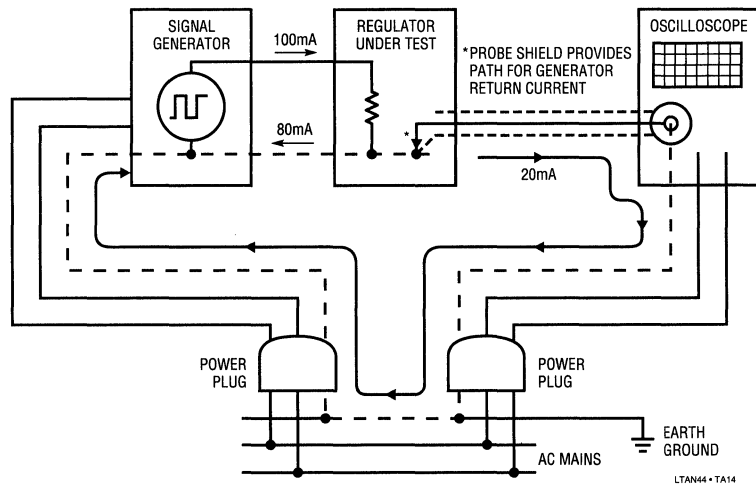 SIGNAL
GENERATOR
100mA
80mA
REGULATOR
UNDER TEST
*
*PROBE SHIELD PROVIDES
PATH FOR GENERATOR
RETURN CURRENT
OSCILLOSCOPE
20mA
POWER
PLUG
POWER
PLUG
EARTH
GROUND
AC MAINS
LTAN44 • TA14